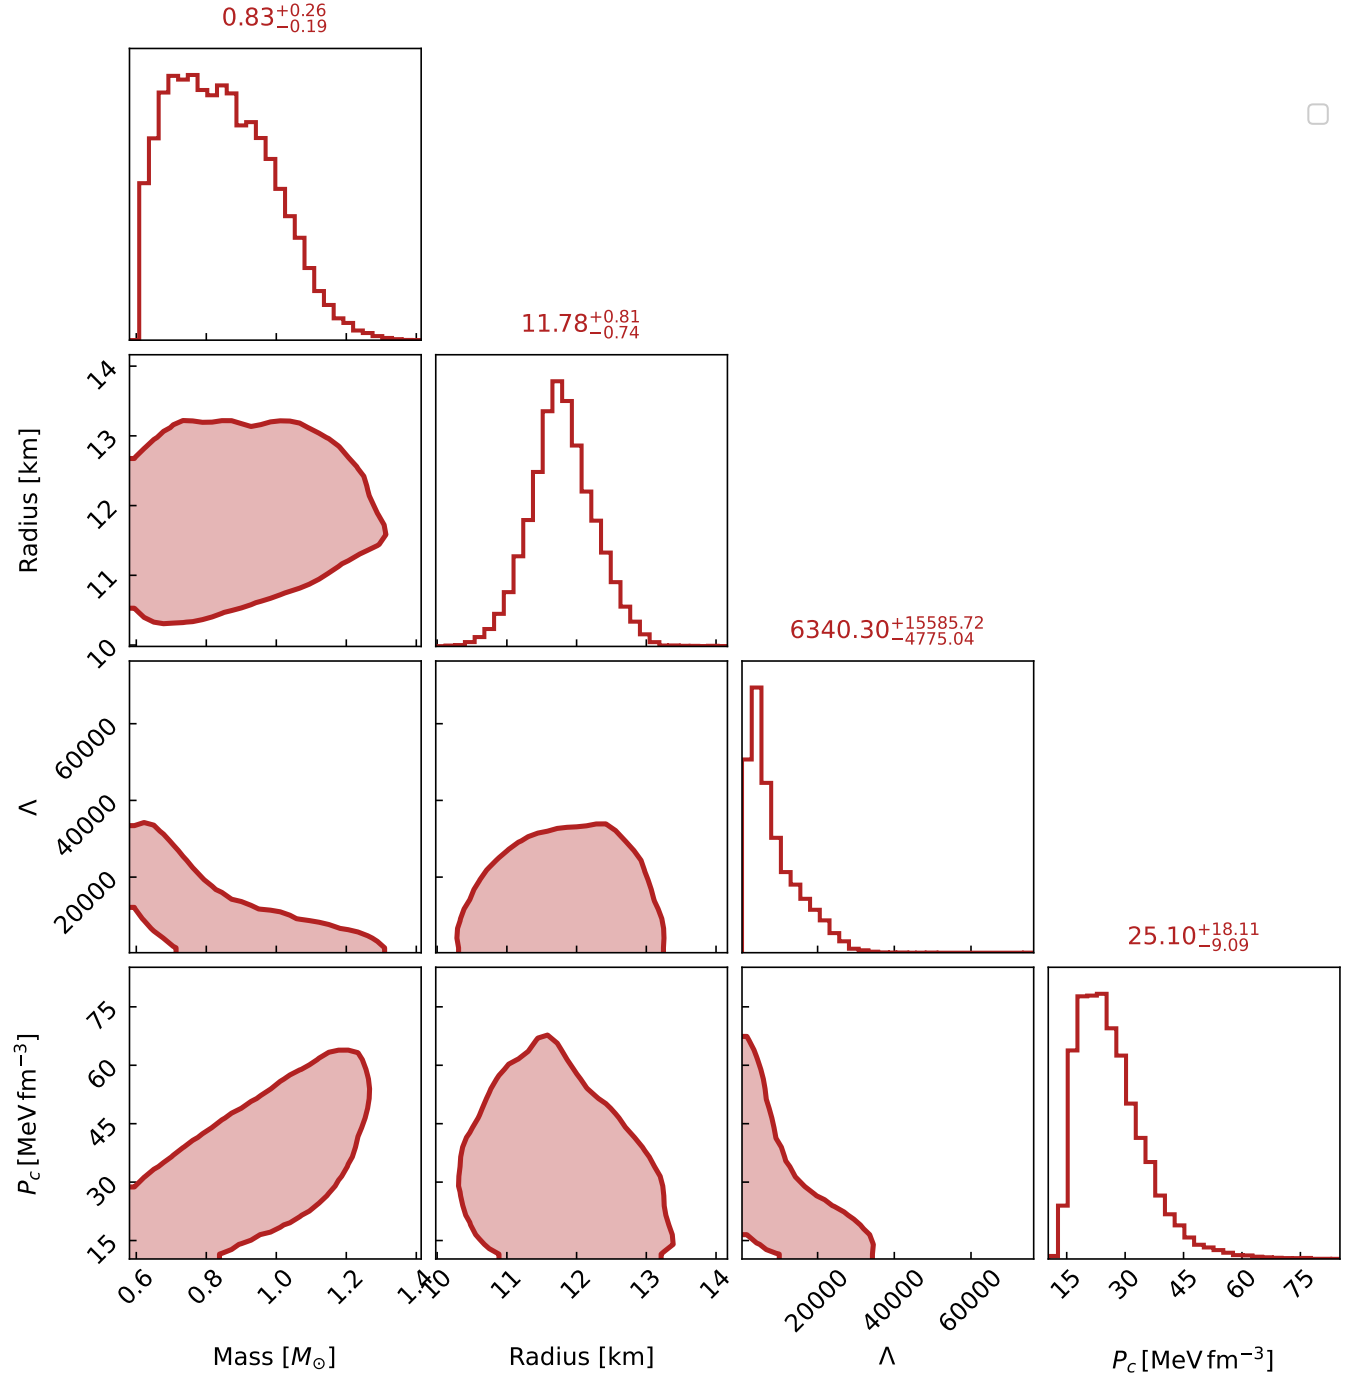 0.83+0.26−0.19
14
13
12
11
10
Radius [km]
11.78+0.81−0.74
60000
40000
20000
Λ
6340.30+15585.72−4775.04
75
60
45
30
15
Pc [MeV fm−3]
25.10+18.11−9.09
0.6 0.8 1.0 1.2 1.4
10 11 12 13 14
20000 40000 60000
15 30 45 60 75
Mass [M⊙]
Radius [km]
Λ
Pc [MeV fm−3]